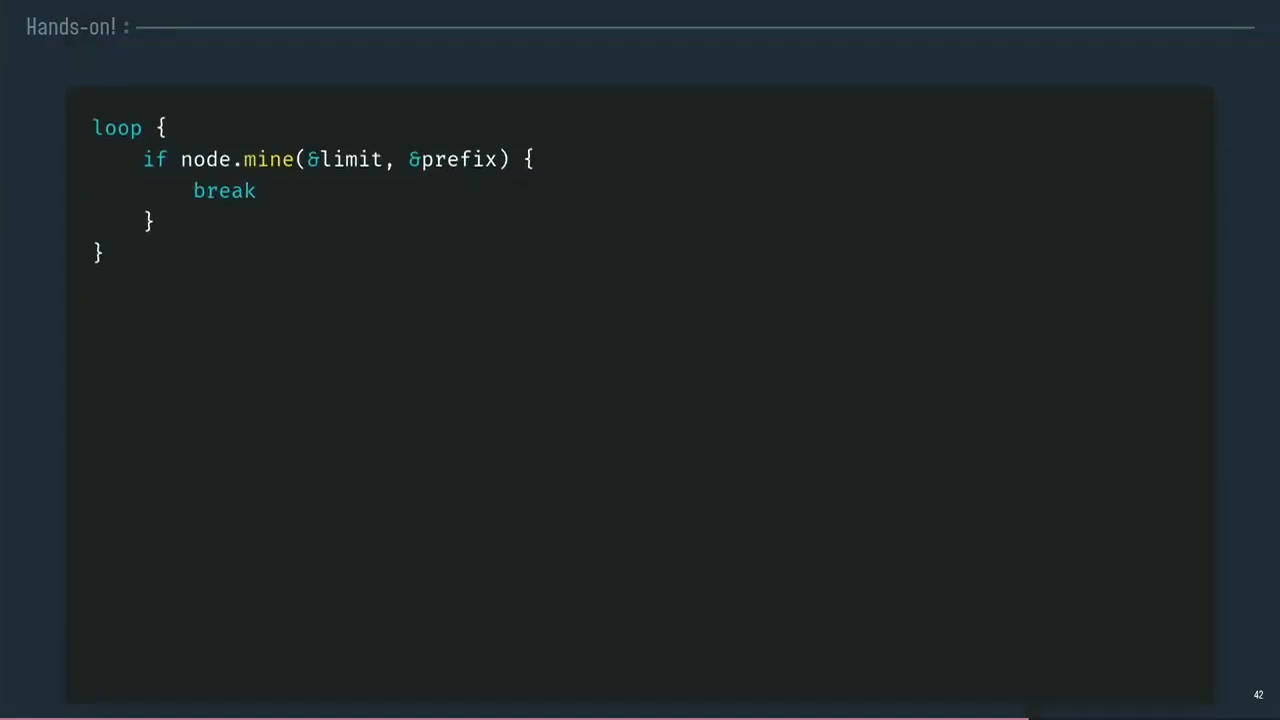 Hands-on! :
loop {
    if node.mine(&limit, &prefix) {
        break
    }
}
42